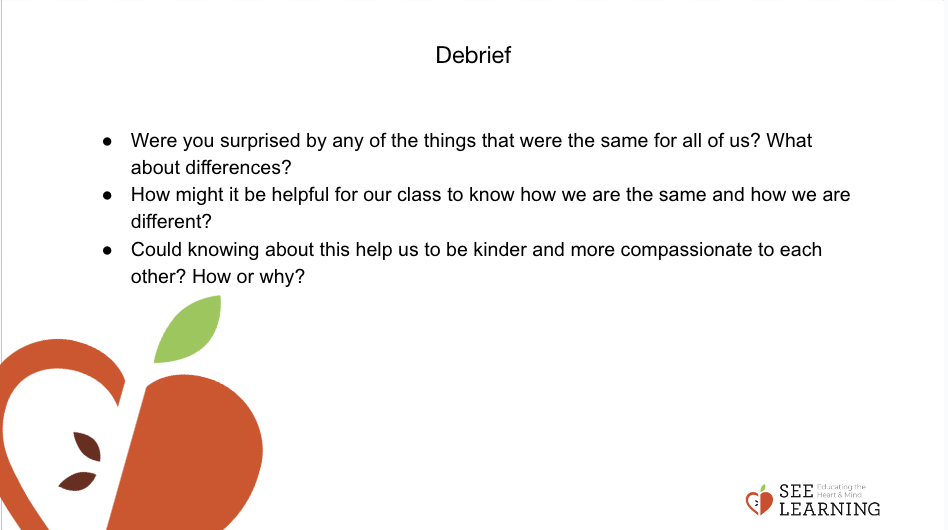 Debrief
● Were you surprised by any of the things that were the same for all of us? What
about differences?
● How might it be helpful for our class to know how we are the same and how we are
different?
● Could knowing about this help us to be kinder and more compassionate to each
other? How or why?
SEE Educating the
Heart & Mind
LEARNING